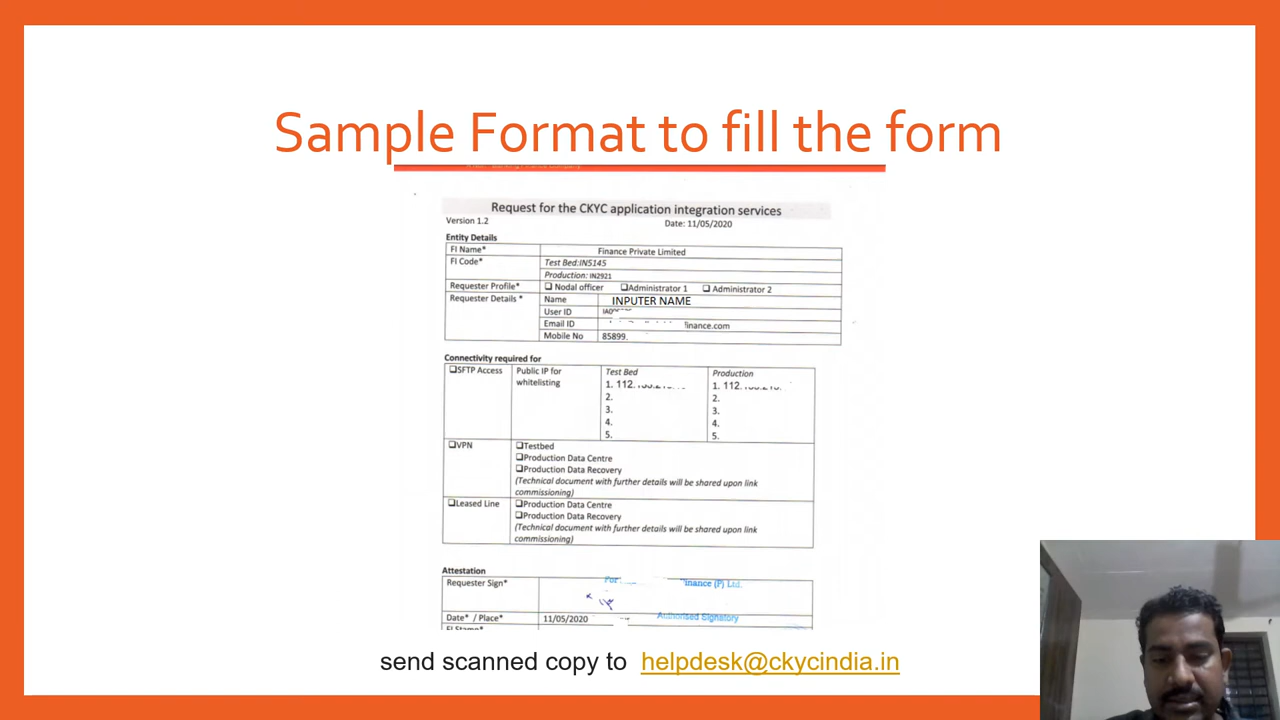 Sample Format to fill the form
Request for the CKYC application integration services
Version 1.2 Date: 11/05/2020
Entity Details
FI Name* Finance Private Limited
FI Code* Test Bed:IN5145
Production: IN2921
Requester Profile* ❑ Nodal officer ❑Administrator 1 ❑ Administrator 2
Requester Details * Name INPUTER NAME
User ID
Email ID finance.com
Mobile No 85899.
Connectivity required for
❑SFTP Access Public IP for whitelisting Test Bed Production
1. 112. 1. 112.
2. 2.
3. 3.
4. 4.
5. 5.
❑VPN ❑Testbed
❑Production Data Centre
❑Production Data Recovery
(Technical document with further details will be shared upon link
commissioning)
❑Leased Line ❑Production Data Centre
❑Production Data Recovery
(Technical document with further details will be shared upon link
commissioning)
Attestation
Requester Sign* For Finance (P) Ltd.
Date* / Place* 11/05/2020 Authorised Signatory
send scanned copy to helpdesk@ckycindia.in